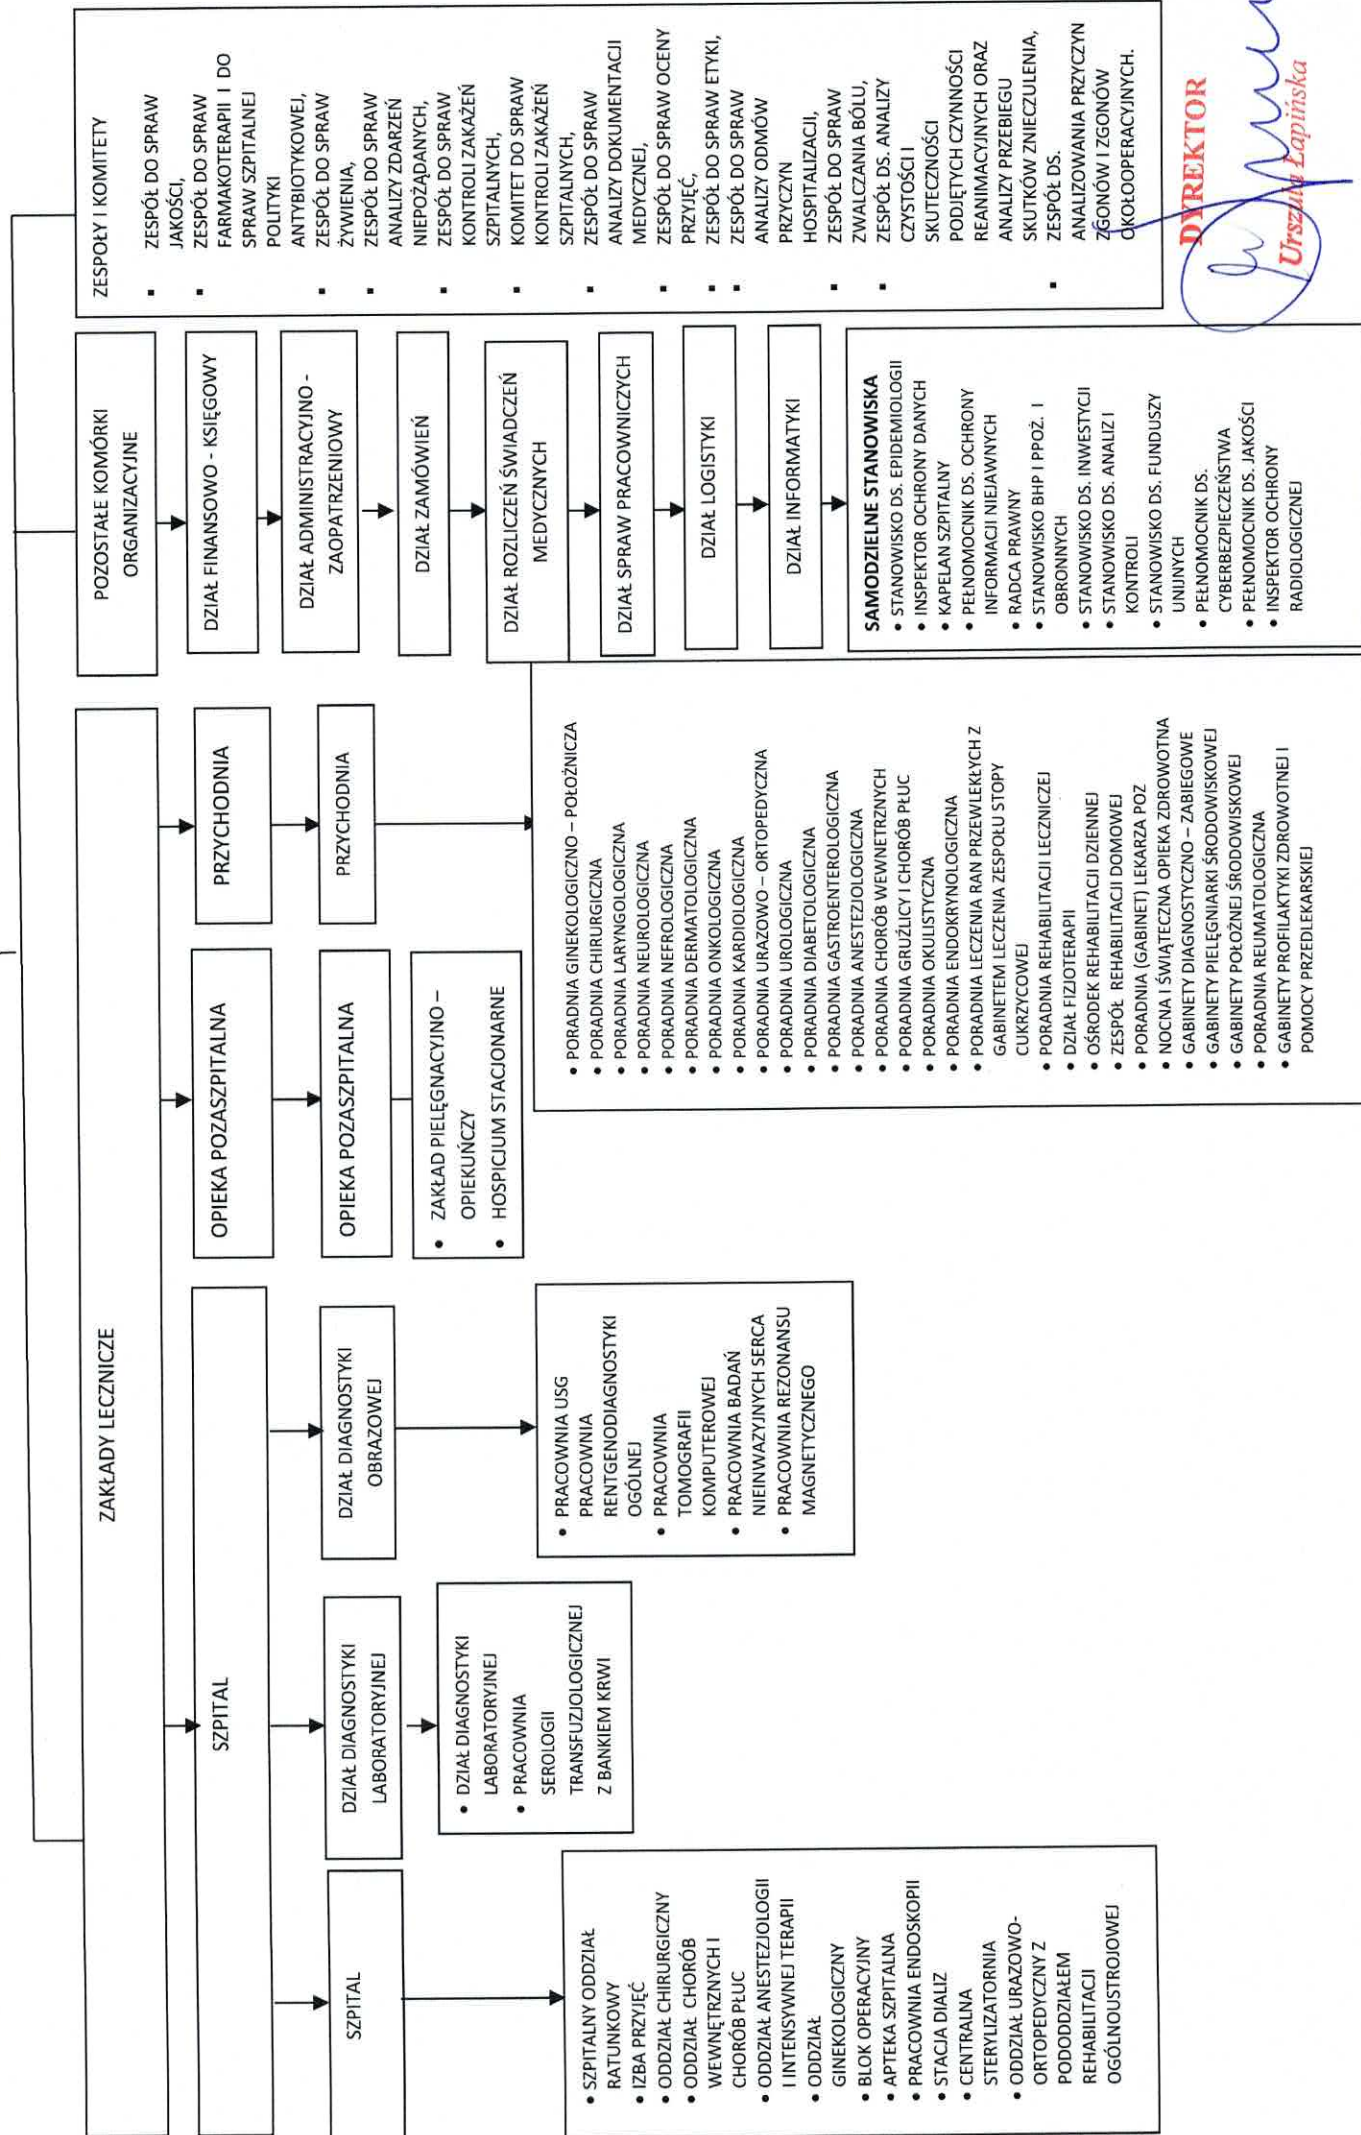 ZAKŁADY LECZNICZE
SZPITAL
SZPITAL
• SZPITALNY ODDZIAŁ
RATUNKOWY
• IZBA PRZYJĘĆ
• ODDZIAŁ CHIRURGICZNY
• ODDZIAŁ CHORÓB
WEWNĘTRZNYCH I
CHORÓB PŁUC
• ODDZIAŁ ANESTEZJOLOGII
I INTENSYWNEJ TERAPII
• ODDZIAŁ
GINEKOLOGICZNY
• BLOK OPERACYJNY
• APTEKA SZPITALNA
• PRACOWNIA ENDOSKOPII
• STACJA DIALIZ
• CENTRALNA
STERYLIZATORNIA
• ODDZIAŁ URAZOWO-
ORTOPEDYCZNY Z
PODODDZIAŁEM
REHABILITACJI
OGÓLNOUSTROJOWEJ
DZIAŁ DIAGNOSTYKI
LABORATORYJNEJ
• DZIAŁ DIAGNOSTYKI
LABORATORYJNEJ
• PRACOWNIA
SEROLOGII
TRANSFUZJOLOGICZNEJ
Z BANKIEM KRWI
DZIAŁ DIAGNOSTYKI
OBRAZOWEJ
• PRACOWNIA USG
PRACOWNIA
RENTGENODIAGNOSTYKI
OGÓLNEJ
• PRACOWNIA
TOMOGRAFII
KOMPUTEROWEJ
• PRACOWNIA BADAŃ
NIEINWAZYJNYCH SERCA
• PRACOWNIA REZONANSU
MAGNETYCZNEGO
OPIEKA POZASZPITALNA
OPIEKA POZASZPITALNA
• ZAKŁAD PIELĘGNACYJNO –
OPIEKUŃCZY
• HOSPICJUM STACJONARNE
PRZYCHODNIA
PRZYCHODNIA
• PORADNIA GINEKOLOGICZNO – POŁOŻNICZA
• PORADNIA CHIRURGICZNA
• PORADNIA LARYNGOLOGICZNA
• PORADNIA NEUROLOGICZNA
• PORADNIA NEFROLOGICZNA
• PORADNIA DERMATOLOGICZNA
• PORADNIA ONKOLOGICZNA
• PORADNIA KARDIOLOGICZNA
• PORADNIA URAZOWO – ORTOPEDYCZNA
• PORADNIA UROLOGICZNA
• PORADNIA DIABETOLOGICZNA
• PORADNIA GASTROENTEROLOGICZNA
• PORADNIA ANESTEZJOLOGICZNA
• PORADNIA CHORÓB WEWNETRZNYCH
• PORADNIA GRUŹLICY I CHORÓB PŁUC
• PORADNIA OKULISTYCZNA
• PORADNIA ENDOKRYNOLOGICZNA
• PORADNIA LECZENIA RAN PRZEWLEKŁYCH Z
GABINETEM LECZENIA ZESPOŁU STOPY
CUKRZYCOWEJ
• PORADNIA REHABILITACJI LECZNICZEJ
• DZIAŁ FIZJOTERAPII
• OŚRODEK REHABILITACJI DZIENNEJ
• ZESPÓŁ REHABILITACJI DOMOWEJ
• PORADNIA (GABINET) LEKARZA POZ
• NOCNA I ŚWIĄTECZNA OPIEKA ZDROWOTNA
• GABINETY DIAGNOSTYCZNO – ZABIEGOWE
• GABINETY PIELĘGNIARKI ŚRODOWISKOWEJ
• GABINETY POŁOŻNEJ ŚRODOWISKOWEJ
• PORADNIA REUMATOLOGICZNA
• GABINETY PROFILAKTYKI ZDROWOTNEJ I
POMOCY PRZEDLEKARSKIEJ
POZOSTAŁE KOMÓRKI
ORGANIZACYJNE
DZIAŁ FINANSOWO - KSIĘGOWY
DZIAŁ ADMINISTRACYJNO -
ZAOPATRZENIOWY
DZIAŁ ZAMÓWIEŃ
DZIAŁ ROZLICZEŃ ŚWIADCZEŃ
MEDYCZNYCH
DZIAŁ SPRAW PRACOWNICZYCH
DZIAŁ LOGISTYKI
DZIAŁ INFORMATYKI
SAMODZIELNE STANOWISKA
• STANOWISKO DS. EPIDEMIOLOGII
• INSPEKTOR OCHRONY DANYCH
• KAPELAN SZPITALNY
• PEŁNOMOCNIK DS. OCHRONY
INFORMACJI NIEJAWNYCH
• RADCA PRAWNY
• STANOWISKO BHP I PPOŻ. I
OBRONNYCH
• STANOWISKO DS. INWESTYCJI
• STANOWISKO DS. ANALIZ I
KONTROLI
• STANOWISKO DS. FUNDUSZY
UNIJNYCH
• PEŁNOMOCNIK DS.
CYBERBEZPIECZEŃSTWA
• PEŁNOMOCNIK DS. JAKOŚCI
• INSPEKTOR OCHRONY
RADIOLOGICZNEJ
ZESPOŁY I KOMITETY
▪ ZESPÓŁ DO SPRAW
JAKOŚCI,
▪ ZESPÓŁ DO SPRAW
FARMAKOTERAPII I DO
SPRAW SZPITALNEJ
POLITYKI
ANTYBIOTYKOWEJ,
▪ ZESPÓŁ DO SPRAW
ŻYWIENIA,
▪ ZESPÓŁ DO SPRAW
ANALIZY ZDARZEŃ
NIEPOŻĄDANYCH,
▪ ZESPÓŁ DO SPRAW
KONTROLI ZAKAŻEŃ
SZPITALNYCH,
▪ KOMITET DO SPRAW
KONTROLI ZAKAŻEŃ
SZPITALNYCH,
▪ ZESPÓŁ DO SPRAW
ANALIZY DOKUMENTACJI
MEDYCZNEJ,
▪ ZESPÓŁ DO SPRAW OCENY
PRZYJĘĆ,
▪ ZESPÓŁ DO SPRAW ETYKI,
▪ ZESPÓŁ DO SPRAW
ANALIZY ODMÓW
PRZYCZYN
HOSPITALIZACJI,
▪ ZESPÓŁ DO SPRAW
ZWALCZANIA BÓLU,
▪ ZESPÓŁ DS. ANALIZY
CZYSTOŚCI I
SKUTECZNOŚCI
PODJĘTYCH CZYNNOŚCI
REANIMACYJNYCH ORAZ
ANALIZY PRZEBIEGU
SKUTKÓW ZNIECZULENIA,
▪ ZESPÓŁ DS.
ANALIZOWANIA PRZYCZYN
ZGONÓW I ZGONÓW
OKOŁOOPERACYJNYCH.
DYREKTOR
Urszula Łapińska